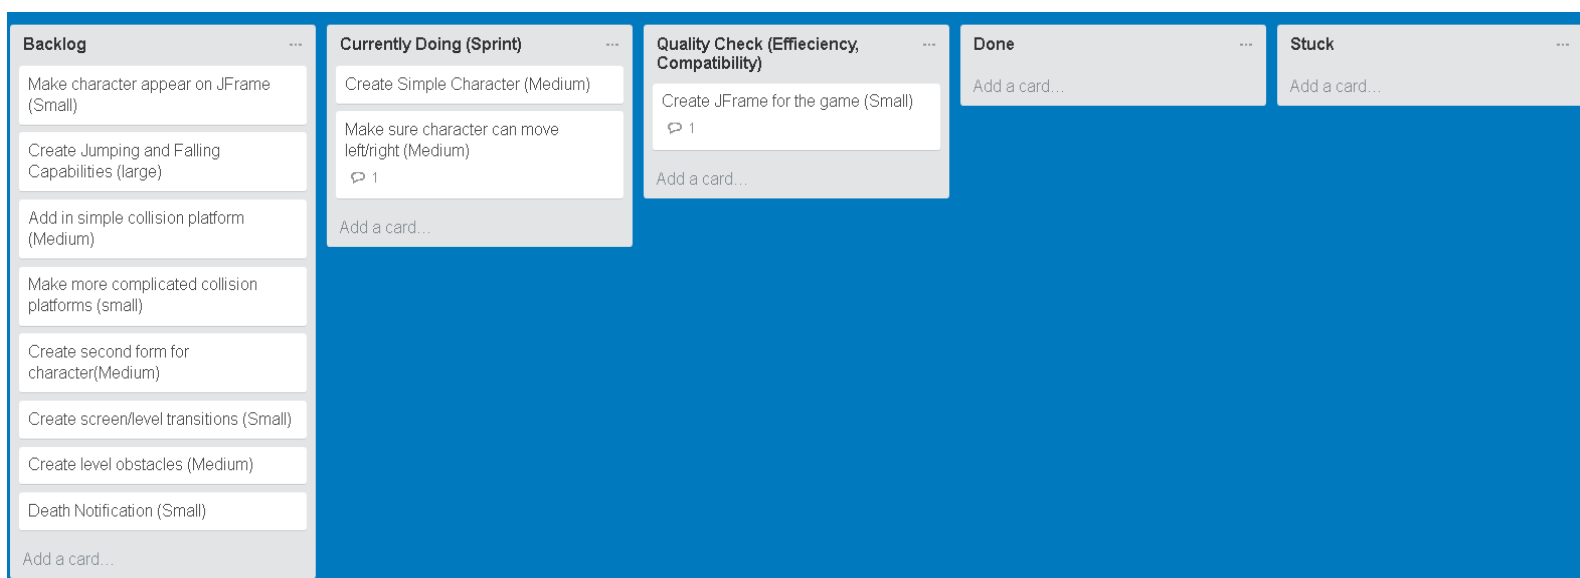 Backlog
Make character appear on JFrame
(Small)
Create Jumping and Falling
Capabilities (large)
Add in simple collision platform
(Medium)
Make more complicated collision
platforms (small)
Create second form for
character(Medium)
Create screen/level transitions (Small)
Create level obstacles (Medium)
Death Notification (Small)
Add a card...
Currently Doing (Sprint)
Create Simple Character (Medium)
Make sure character can move
left/right (Medium)
1
Add a card...
Quality Check (Effieciency,
Compatibility)
Create JFrame for the game (Small)
1
Add a card...
Done
Add a card...
Stuck
Add a card...